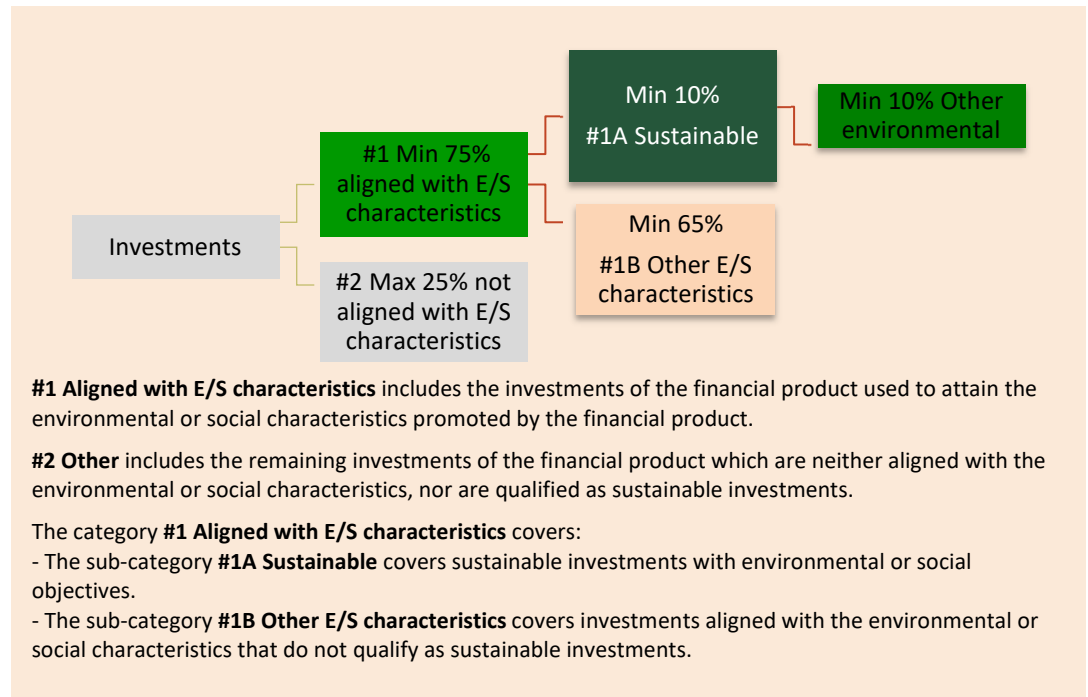 Investments
#1 Min 75%
aligned with E/S
characteristics
#2 Max 25% not
aligned with E/S
characteristics
Min 10%
#1A Sustainable
Min 65%
#1B Other E/S
characteristics
Min 10% Other
environmental
#1 Aligned with E/S characteristics includes the investments of the financial product used to attain the
environmental or social characteristics promoted by the financial product.
#2 Other includes the remaining investments of the financial product which are neither aligned with the
environmental or social characteristics, nor are qualified as sustainable investments.
The category #1 Aligned with E/S characteristics covers:
- The sub-category #1A Sustainable covers sustainable investments with environmental or social
objectives.
- The sub-category #1B Other E/S characteristics covers investments aligned with the environmental or
social characteristics that do not qualify as sustainable investments.